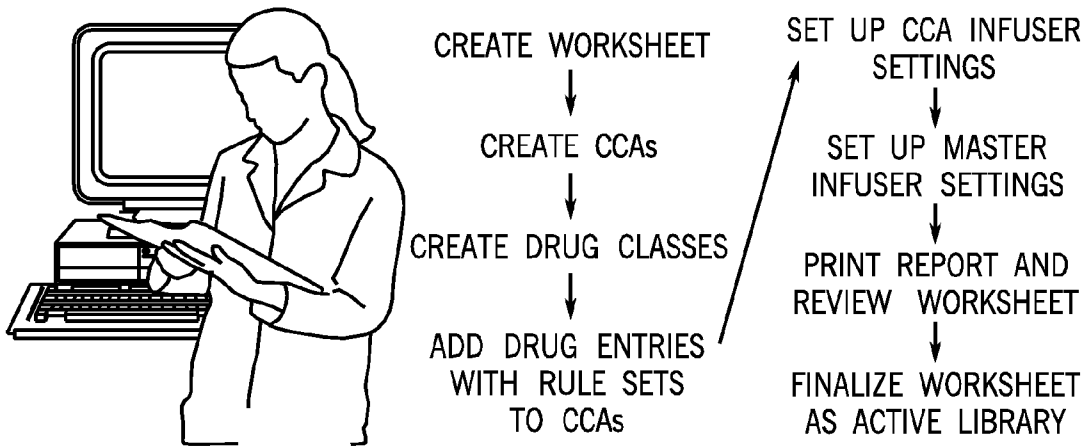 CREATE WORKSHEET
CREATE CCAs
CREATE DRUG CLASSES
ADD DRUG ENTRIES
WITH RULE SETS
TO CCAs
SET UP CCA INFUSER
SETTINGS
SET UP MASTER
INFUSER SETTINGS
PRINT REPORT AND
REVIEW WORKSHEET
FINALIZE WORKSHEET
AS ACTIVE LIBRARY